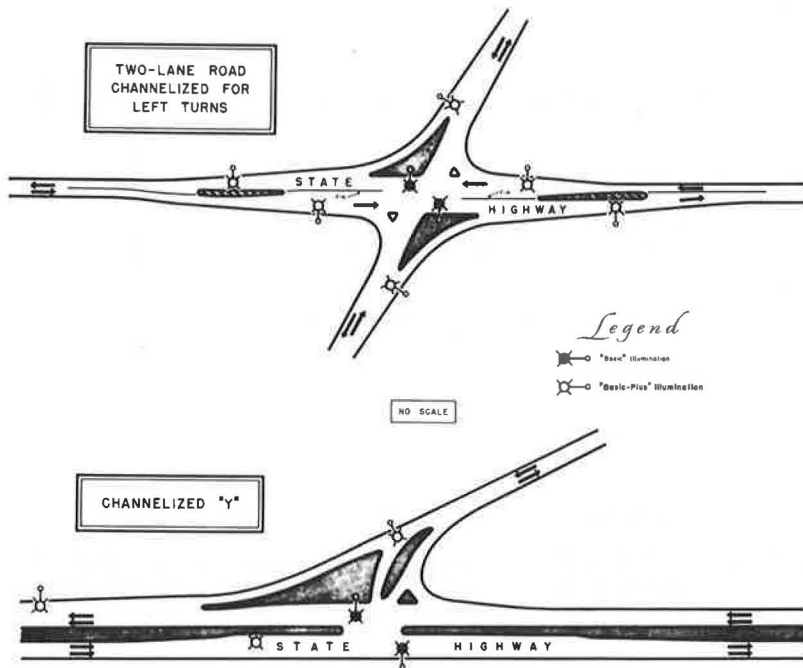 TWO-LANE ROAD
CHANNELIZED FOR
LEFT TURNS
STATE
HIGHWAY
Legend
"Basic" Illumination
"Basic-Plus" Illumination
NO SCALE
CHANNELIZED "Y"
STATE HIGHWAY